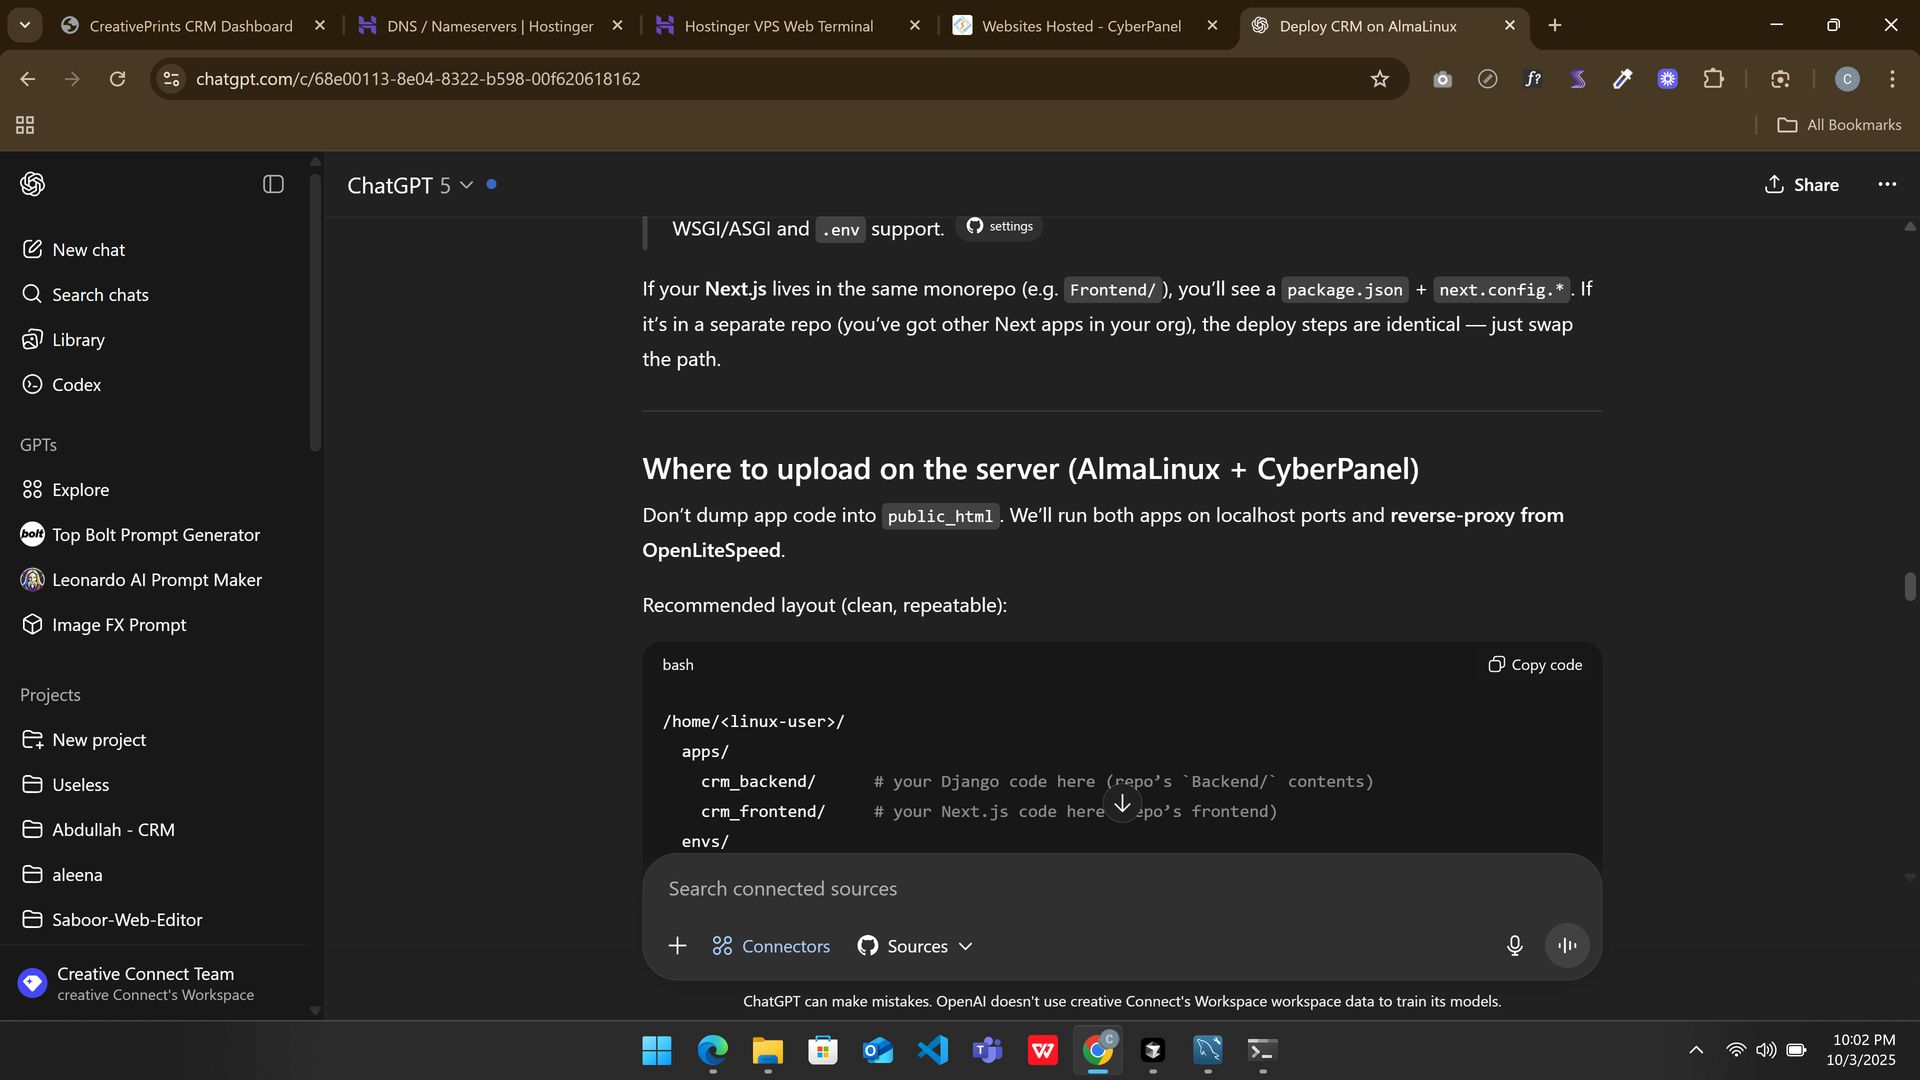 CreativePrints CRM Dashboard
DNS / Nameservers | Hostinger
Hostinger VPS Web Terminal
Websites Hosted - CyberPanel
Deploy CRM on AlmaLinux
chatgpt.com/c/68e00113-8e04-8322-b598-00f620618162
f?
C
All Bookmarks
ChatGPT 5
Share
New chat
Search chats
Library
Codex
GPTs
Explore
bolt
Top Bolt Prompt Generator
Leonardo AI Prompt Maker
Image FX Prompt
Projects
New project
Useless
Abdullah - CRM
aleena
Saboor-Web-Editor
Creative Connect Team
creative Connect's Workspace
WSGI/ASGI and .env support. settings
If your Next.js lives in the same monorepo (e.g. Frontend/), you’ll see a package.json + next.config.*. If
it’s in a separate repo (you’ve got other Next apps in your org), the deploy steps are identical — just swap
the path.
Where to upload on the server (AlmaLinux + CyberPanel)
Don’t dump app code into public_html. We’ll run both apps on localhost ports and reverse-proxy from
OpenLiteSpeed.
Recommended layout (clean, repeatable):
bash
Copy code
/home/<linux-user>/
apps/
crm_backend/ # your Django code here (repo’s `Backend/` contents)
crm_frontend/ # your Next.js code here (repo’s frontend)
envs/
Search connected sources
Connectors
Sources
ChatGPT can make mistakes. OpenAI doesn't use creative Connect's Workspace workspace data to train its models.
C
10:02 PM
10/3/2025